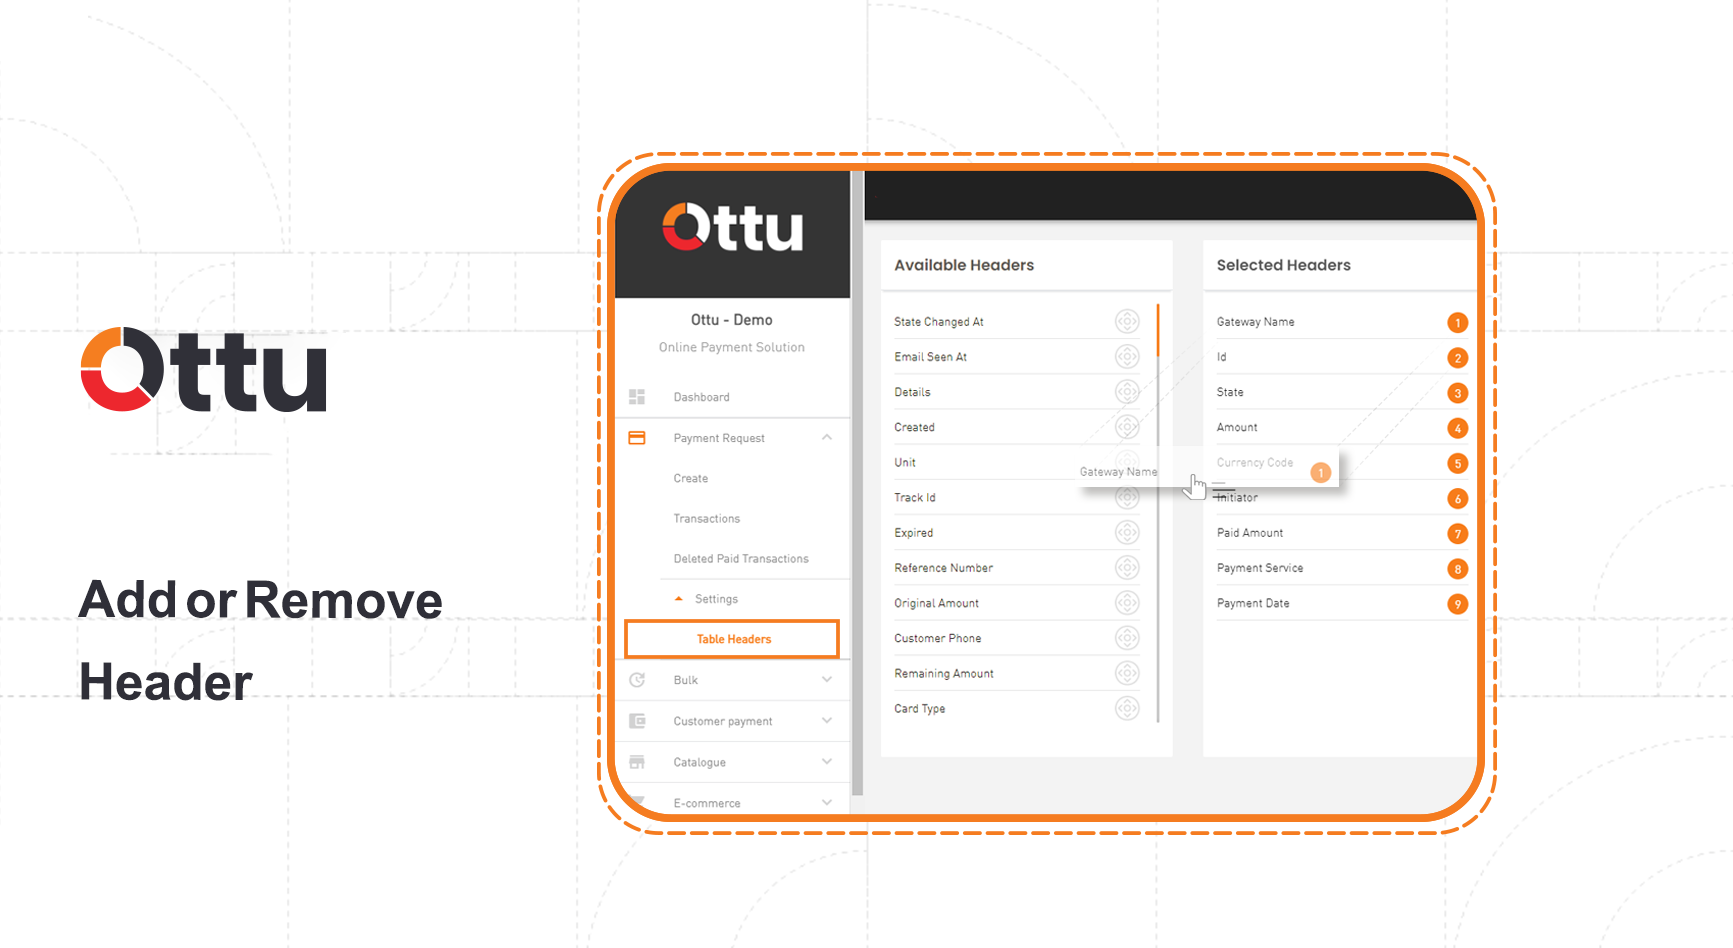 Ottu
Add or Remove
Header
Ottu
Ottu - Demo
Online Payment Solution
Dashboard
Payment Request
Create
Transactions
Deleted Paid Transactions
Settings
Table Headers
Bulk
Customer payment
Catalogue
E-commerce
Available Headers
State Changed At
Email Seen At
Details
Created
Unit
Track Id
Expired
Reference Number
Original Amount
Customer Phone
Remaining Amount
Card Type
Gateway Name 1
Selected Headers
Gateway Name 1
Id 2
State 3
Amount 4
Currency Code 5
Initiator 6
Paid Amount 7
Payment Service 8
Payment Date 9